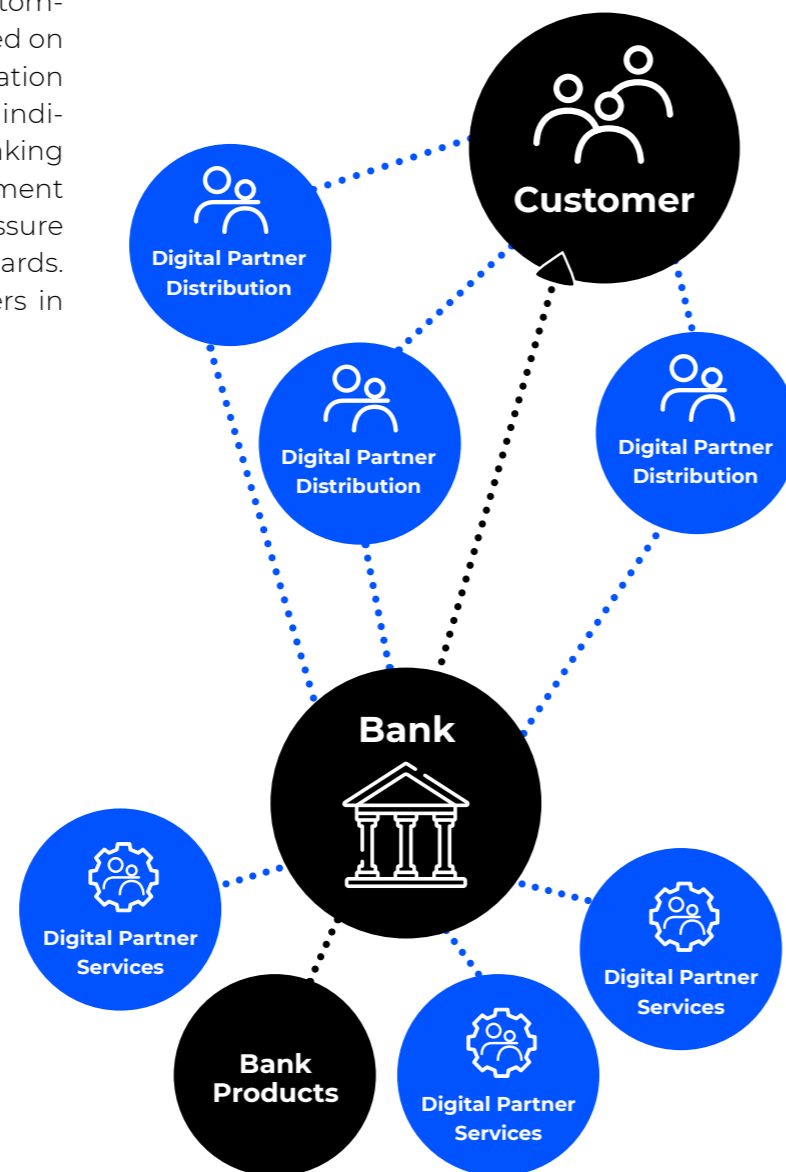 ed on
ation
indi-
aking
ment
ssure
ards.
ers in
Customer
Digital Partner
Distribution
Digital Partner
Distribution
Digital Partner
Distribution
Bank
Digital Partner
Services
Digital Partner
Services
Bank
Products
Digital Partner
Services